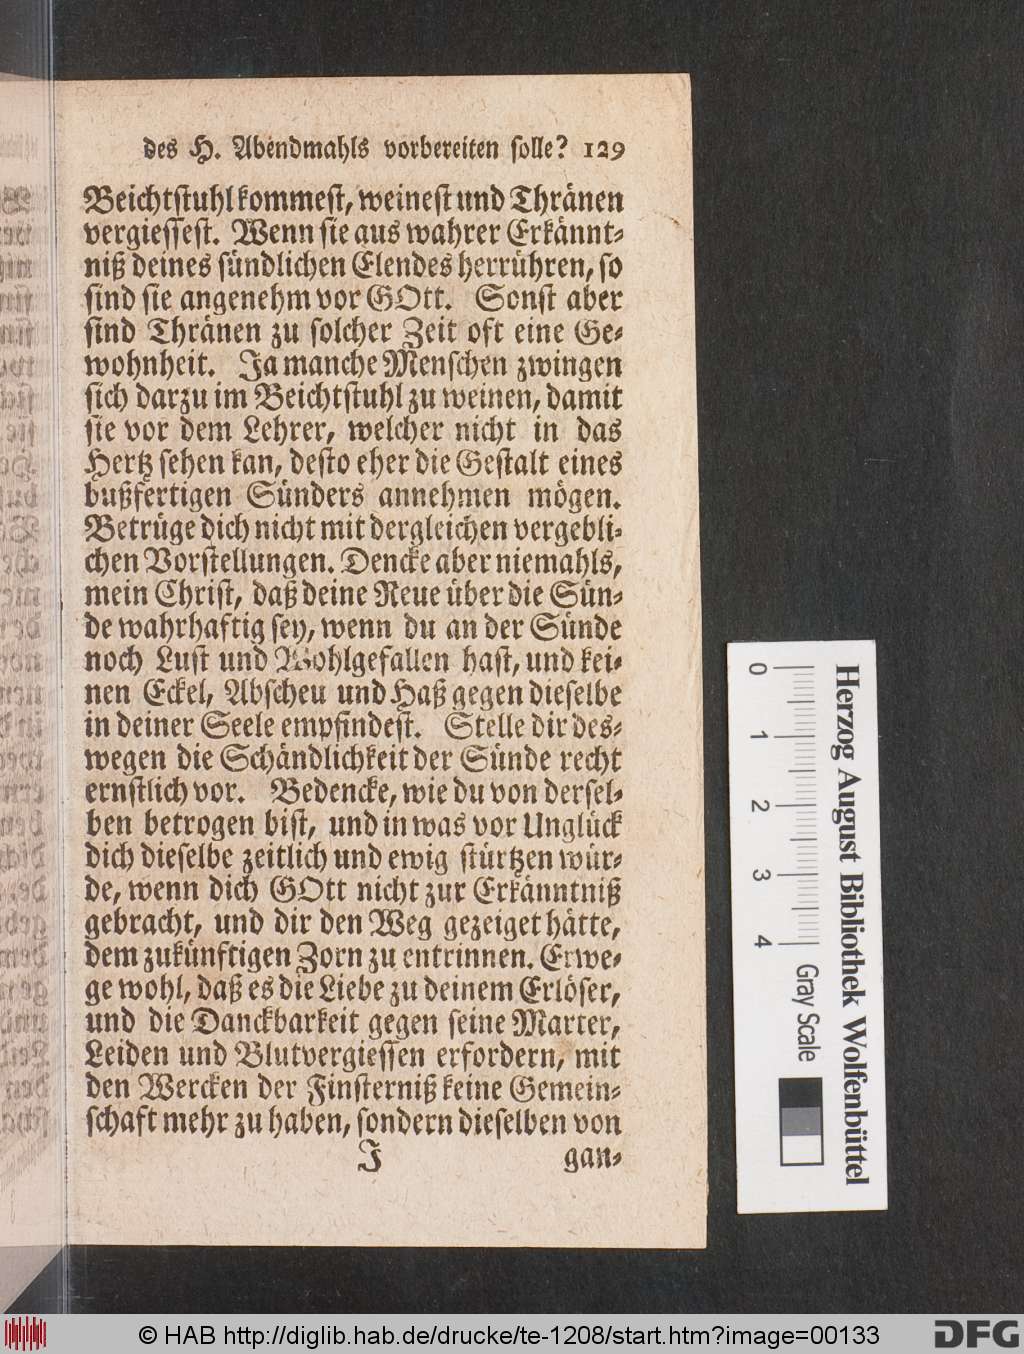 des H. Abendmahls vorbereiten solle? 129
Beichtstuhl kommest, weinest und Thränen
vergiessest. Wenn sie aus wahrer Erkännt-
niß deines sündlichen Elendes herrühren, so
sind sie angenehm vor GOtt. Sonst aber
sind Thränen zu solcher Zeit oft eine Ge-
wohnheit. Ja manche Menschen zwingen
sich darzu im Beichtstuhl zu weinen, damit
sie vor dem Lehrer, welcher nicht in das
Hertz sehen kan, desto eher die Gestalt eines
bußfertigen Sünders annehmen mögen.
Betrüge dich nicht mit dergleichen vergebli-
chen Vorstellungen. Dencke aber niemahls,
mein Christ, daß deine Reue über die Sün-
de wahrhaftig sey, wenn du an der Sünde
noch Lust und Wohlgefallen hast, und kei-
nen Eckel, Abscheu und Haß gegen dieselbe
in deiner Seele empfindest. Stelle dir des-
wegen die Schändlichkeit der Sünde recht
ernstlich vor. Bedencke, wie du von dersel-
ben betrogen bist, und in was vor Unglück
dich dieselbe zeitlich und ewig stürtzen wür-
de, wenn dich GOtt nicht zur Erkänntniß
gebracht, und dir den Weg gezeiget hätte,
dem zukünftigen Zorn zu entrinnen. Erwe-
ge wohl, daß es die Liebe zu deinem Erlöser,
und die Danckbarkeit gegen seine Marter,
Leiden und Blutvergiessen erfordern, mit
den Wercken der Finsterniß keine Gemein-
schaft mehr zu haben, sondern dieselben von
J gan-
0 1 2 3 4 Gray Scale
Herzog August Bibliothek Wolfenbüttel
© HAB http://diglib.hab.de/drucke/te-1208/start.htm?image=00133 DFG